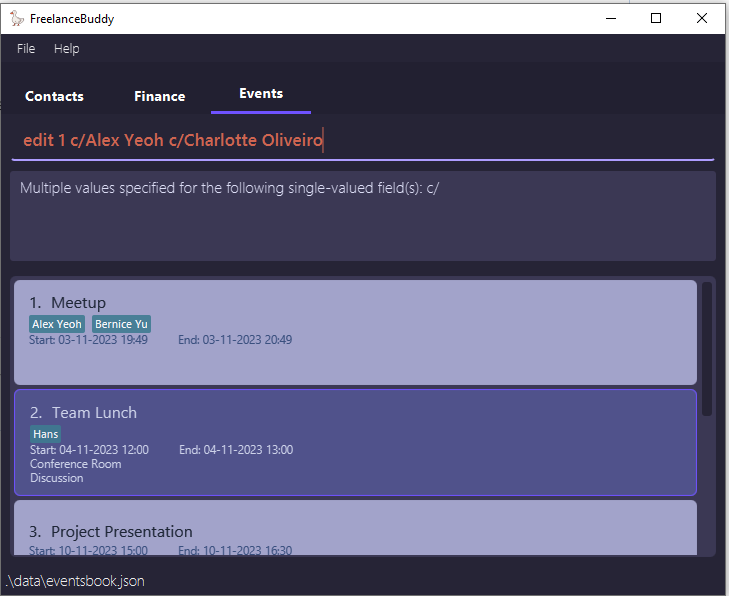 FreelanceBuddy
File Help
Contacts Finance Events
edit 1 c/Alex Yeoh c/Charlotte Oliveiro
Multiple values specified for the following single-valued field(s): c/
1. Meetup
Alex Yeoh Bernice Yu
Start: 03-11-2023 19:49 End: 03-11-2023 20:49
2. Team Lunch
Hans
Start: 04-11-2023 12:00 End: 04-11-2023 13:00
Conference Room
Discussion
3. Project Presentation
Start: 10-11-2023 15:00 End: 10-11-2023 16:30
.\data\eventsbook.json